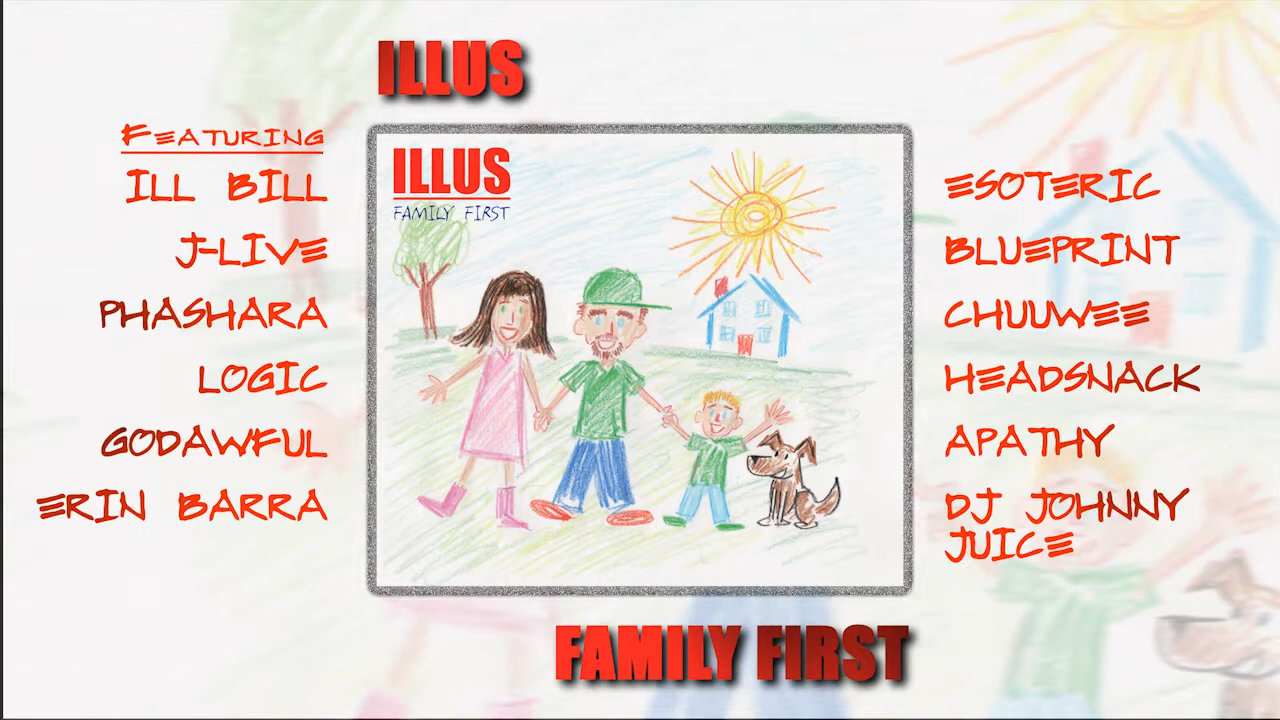 ILLUS
FEATURING
ILL BILL
J-LIVE
PHASHARA
LOGIC
GODAWFUL
ERIN BARRA
ILLUS
FAMILY FIRST
ESOTERIC
BLUEPRINT
CHUUWEE
HEADSNACK
APATHY
DJ JOHNNY
JUICE
FAMILY FIRST